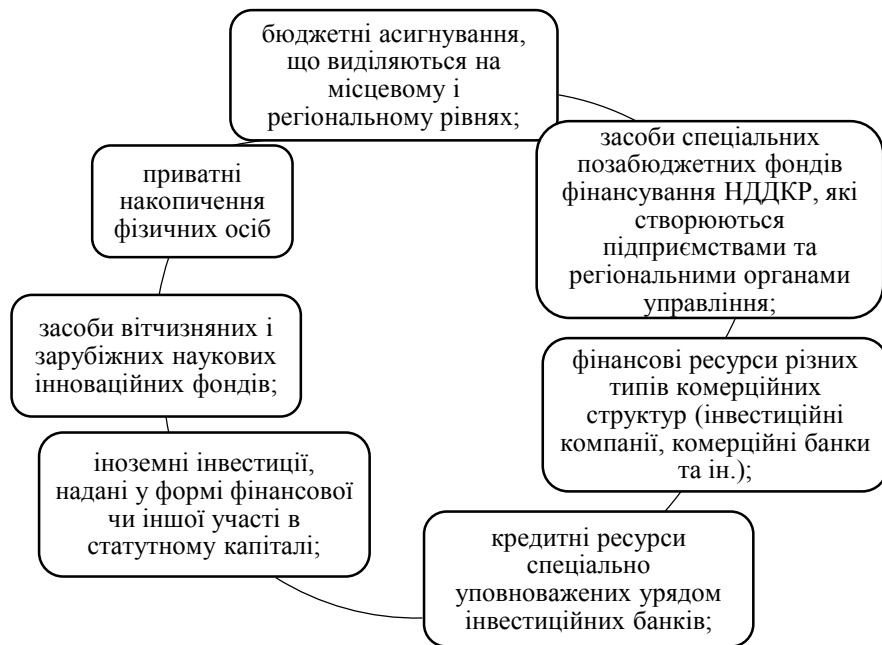 бюджетні асигнування,
що виділяються на
місцевому і
регіональному рівнях;
засоби спеціальних
позабюджетних фондів
фінансування НДДКР, які
створюються
підприємствами та
регіональними органами
управління;
фінансові ресурси різних
типів комерційних
структур (інвестиційні
компанії, комерційні банки
та ін.);
кредитні ресурси
спеціально
уповноважених урядом
інвестиційних банків;
іноземні інвестиції,
надані у формі фінансової
чи іншої участі в
статутному капіталі;
засоби вітчизняних і
зарубіжних наукових
інноваційних фондів;
приватні
накопичення
фізичних осіб